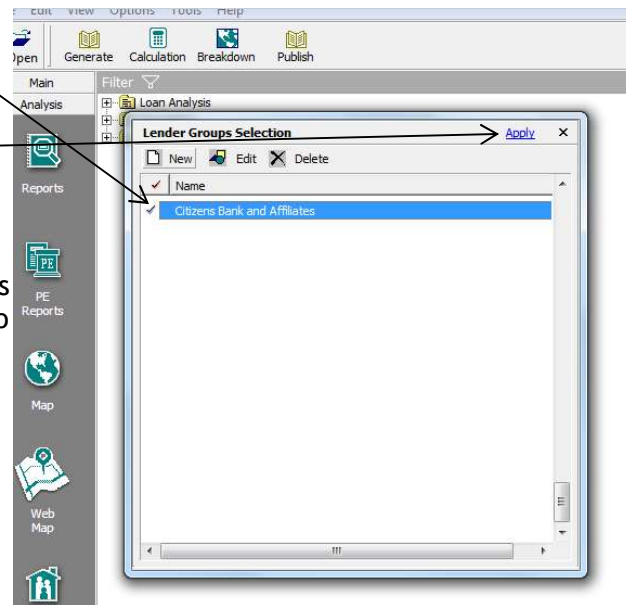 Edit View Options Tools Help
Open Generate Calculation Breakdown Publish
Main Filter
Analysis Loan Analysis
Lender Groups Selection Apply ×
New Edit Delete
Name
Citizens Bank and Affiliates
Reports
PE
PE
Reports
Map
Web
Map